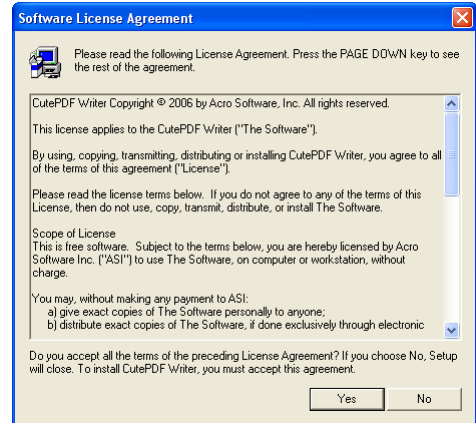 Software License Agreement
Please read the following License Agreement. Press the PAGE DOWN key to see
the rest of the agreement.
CutePDF Writer Copyright © 2006 by Acro Software, Inc. All rights reserved.
This license applies to the CutePDF Writer ("The Software").
By using, copying, transmitting, distributing or installing CutePDF Writer, you agree to all
of the terms of this agreement ("License").
Please read the license terms below. If you do not agree to any of the terms of this
License, then do not use, copy, transmit, distribute, or install The Software.
Scope of License
This is free software. Subject to the terms below, you are hereby licensed by Acro
Software Inc. ("ASI") to use The Software, on computer or workstation, without
charge.
You may, without making any payment to ASI:
a) give exact copies of The Software personally to anyone;
b) distribute exact copies of The Software, if done exclusively through electronic
Do you accept all the terms of the preceding License Agreement? If you choose No, Setup
will close. To install CutePDF Writer, you must accept this agreement.
Yes No